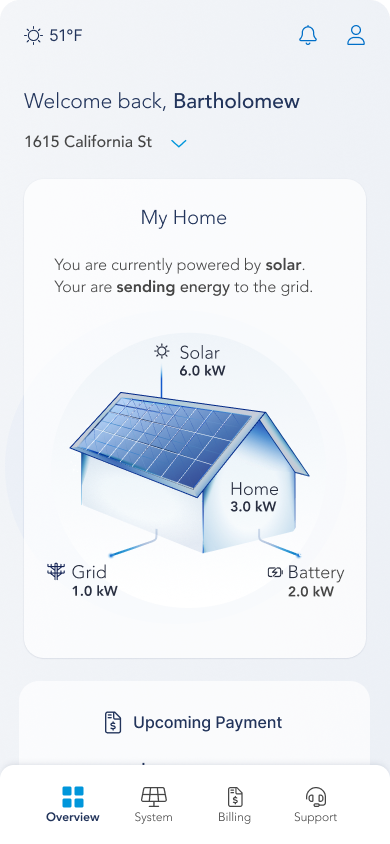 51°F
Welcome back, Bartholomew
1615 California St
My Home
You are currently powered by solar.
Your are sending energy to the grid.
Solar
6.0 kW
Home
3.0 kW
Grid
1.0 kW
Battery
2.0 kW
Upcoming Payment
Overview
System
Billing
Support